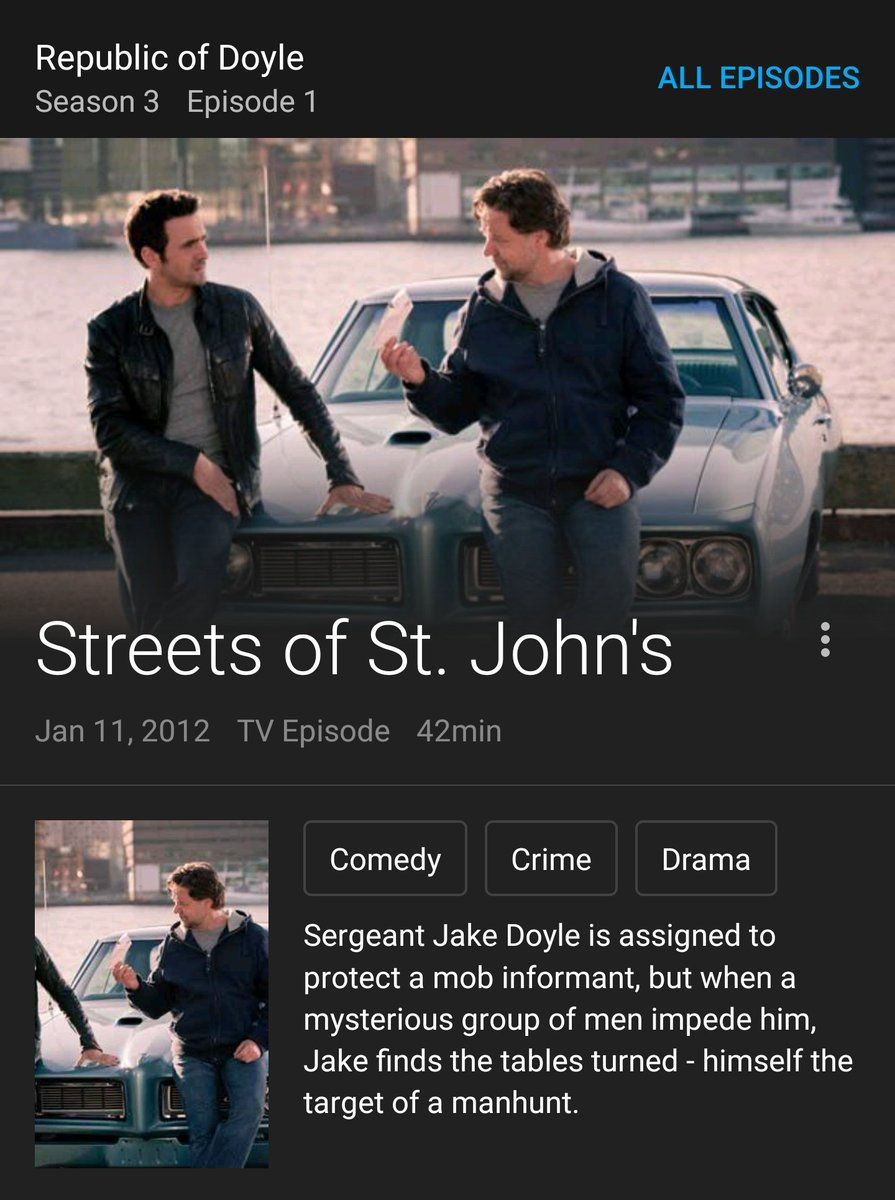 Republic of Doyle
Season 3 Episode 1
ALL EPISODES
Streets of St. John's
Jan 11, 2012 TV Episode 42min
Comedy Crime Drama
Sergeant Jake Doyle is assigned to
protect a mob informant, but when a
mysterious group of men impede him,
Jake finds the tables turned - himself the
target of a manhunt.